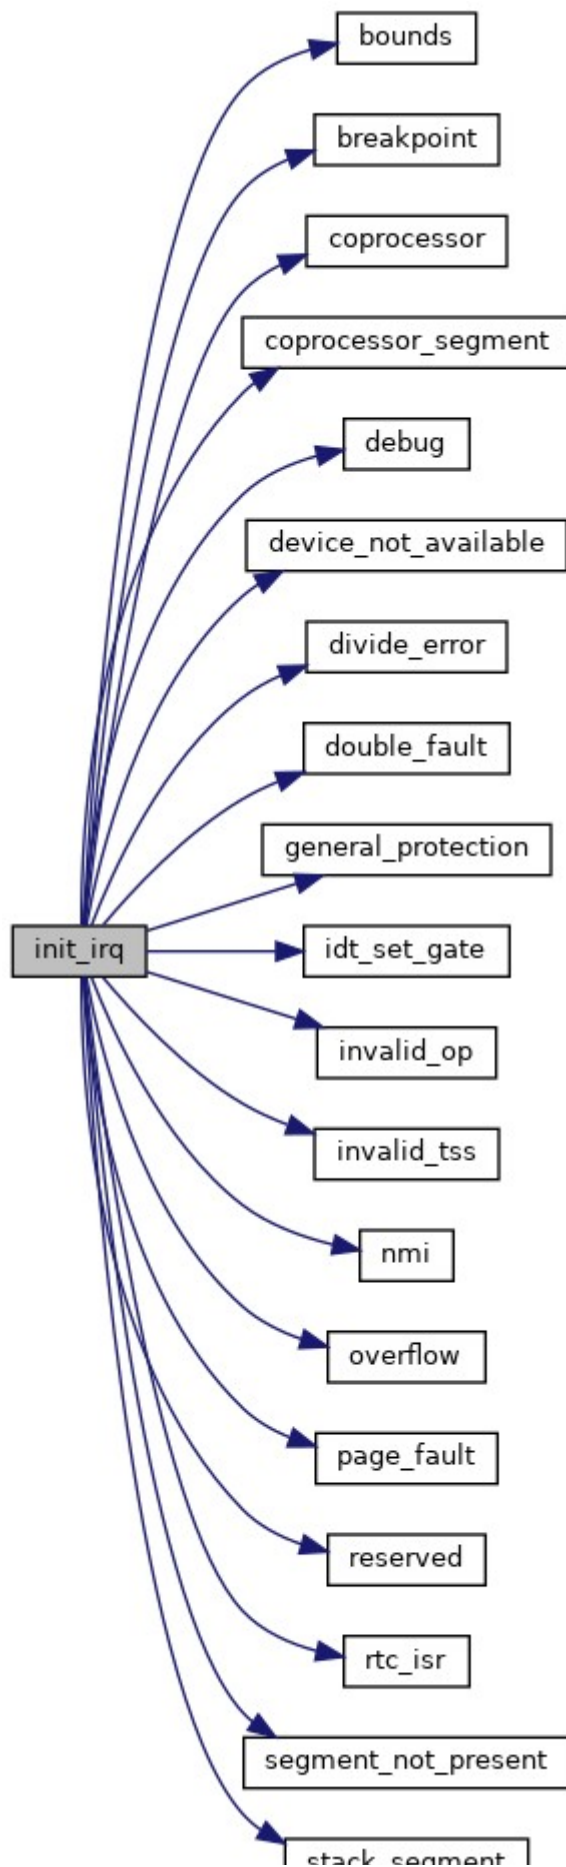 bounds
breakpoint
coprocessor
coprocessor_segment
debug
device_not_available
divide_error
double_fault
general_protection
init_irq
idt_set_gate
invalid_op
invalid_tss
nmi
overflow
page_fault
reserved
rtc_isr
segment_not_present
stack_segment